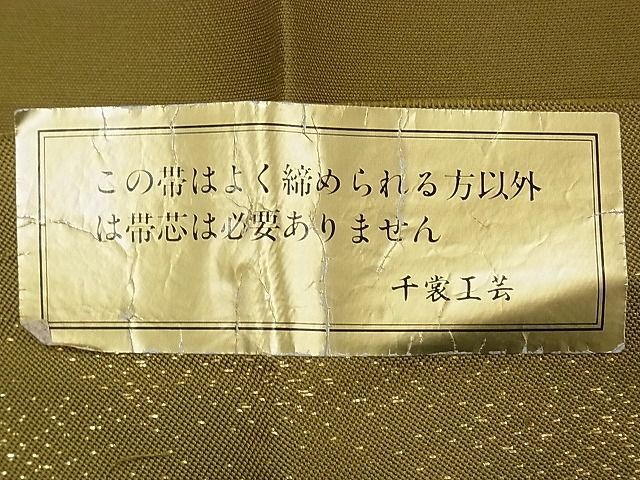 この帯はよく締められる方以外
は帯芯は必要ありません
千裳工芸